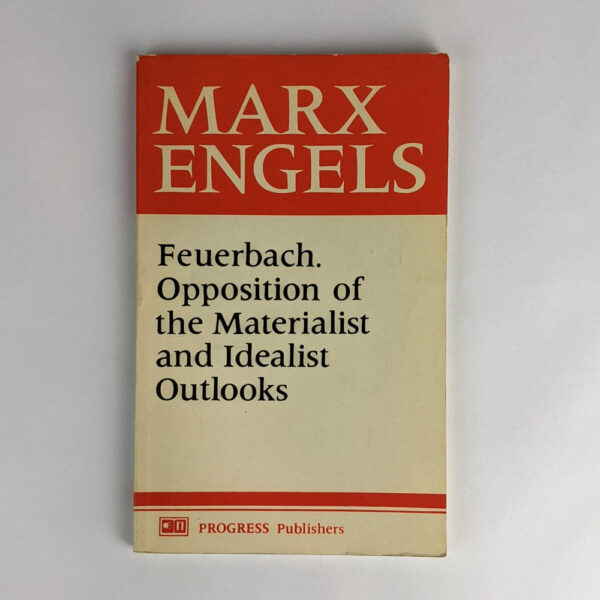 MARX
ENGELS
Feuerbach.
Opposition of
the Materialist
and Idealist
Outlooks
PROGRESS Publishers